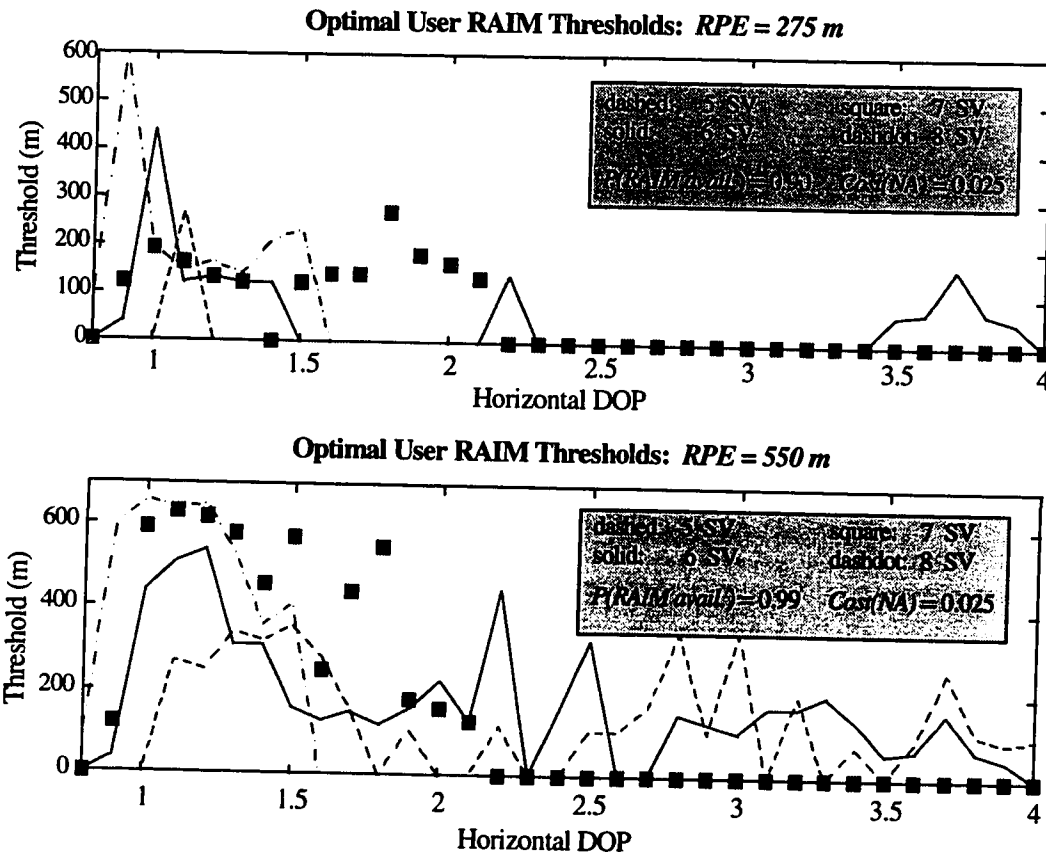 Optimal User RAIM Thresholds: RPE = 275 m
600
500
400
300
200
100
0
Threshold (m)
dashed: 5 SV square: 7 SV
solid: 6 SV dashdot: 8 SV
P(RAIM avail) = Cost(NA) = 0.025
1
1.5
2
2.5
3
3.5
4
Horizontal DOP
Optimal User RAIM Thresholds: RPE = 550 m
600
400
200
0
Threshold (m)
dashed: 5 SV square: 7 SV
solid: 6 SV dashdot: 8 SV
P(RAIM avail) = 0.99 Cost(NA) = 0.025
1
1.5
2
2.5
3
3.5
4
Horizontal DOP